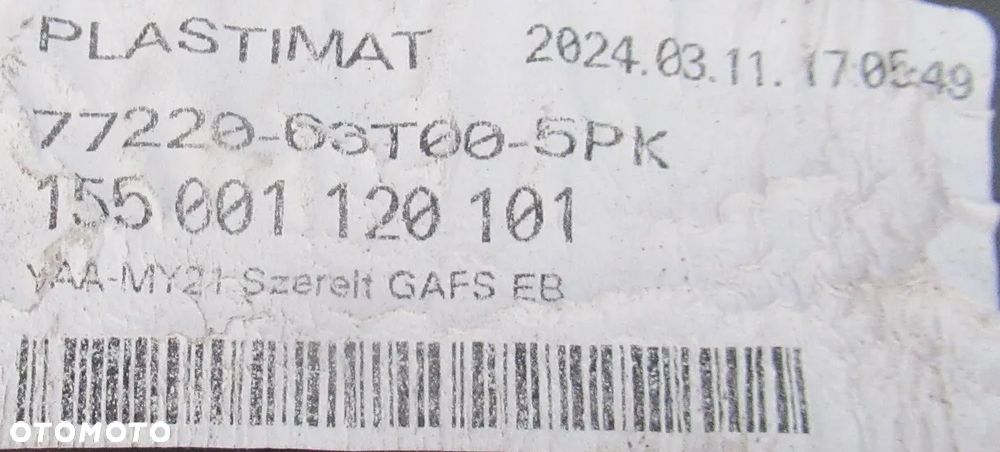 PLASTIMAT 2024.03.11. 17:05:49
77220-63T00-5PK
155 001 120 101
YAA-MY21 Szerelt GAFS EB
OTOMOTO